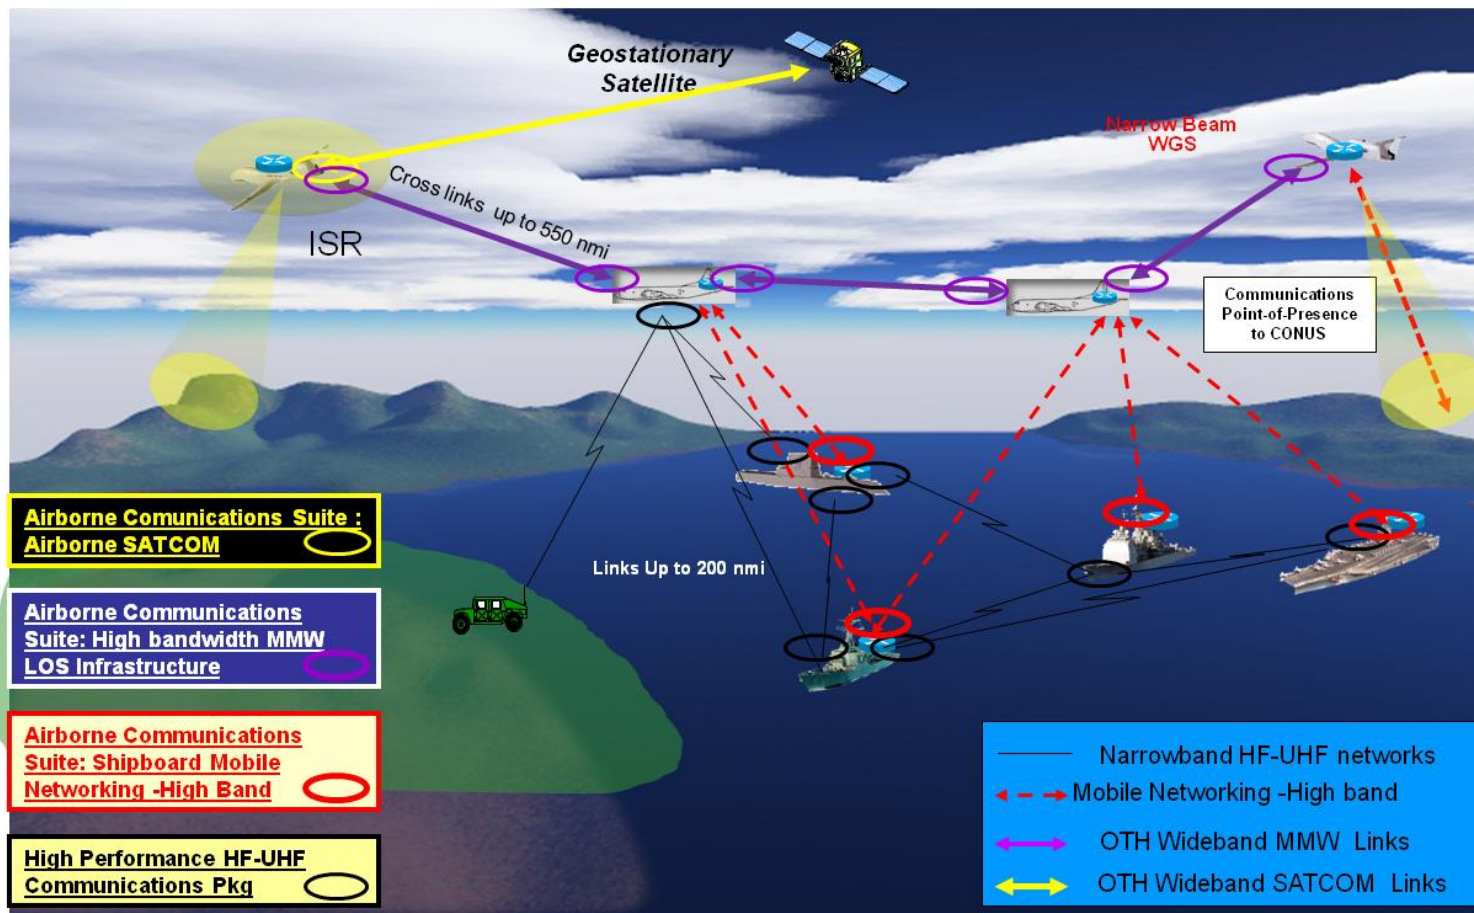 Geostationary
Satellite
Narrow Beam
WGS
Cross links up to 550 nmi
ISR
Communications
Point-of-Presence
to CONUS
Airborne Comunications Suite :
Airborne SATCOM
Links Up to 200 nmi
Airborne Communications
Suite: High bandwidth MMW
LOS Infrastructure
Airborne Communications
Suite: Shipboard Mobile
Networking -High Band
High Performance HF-UHF
Communications Pkg
Narrowband HF-UHF networks
Mobile Networking -High band
OTH Wideband MMW Links
OTH Wideband SATCOM Links